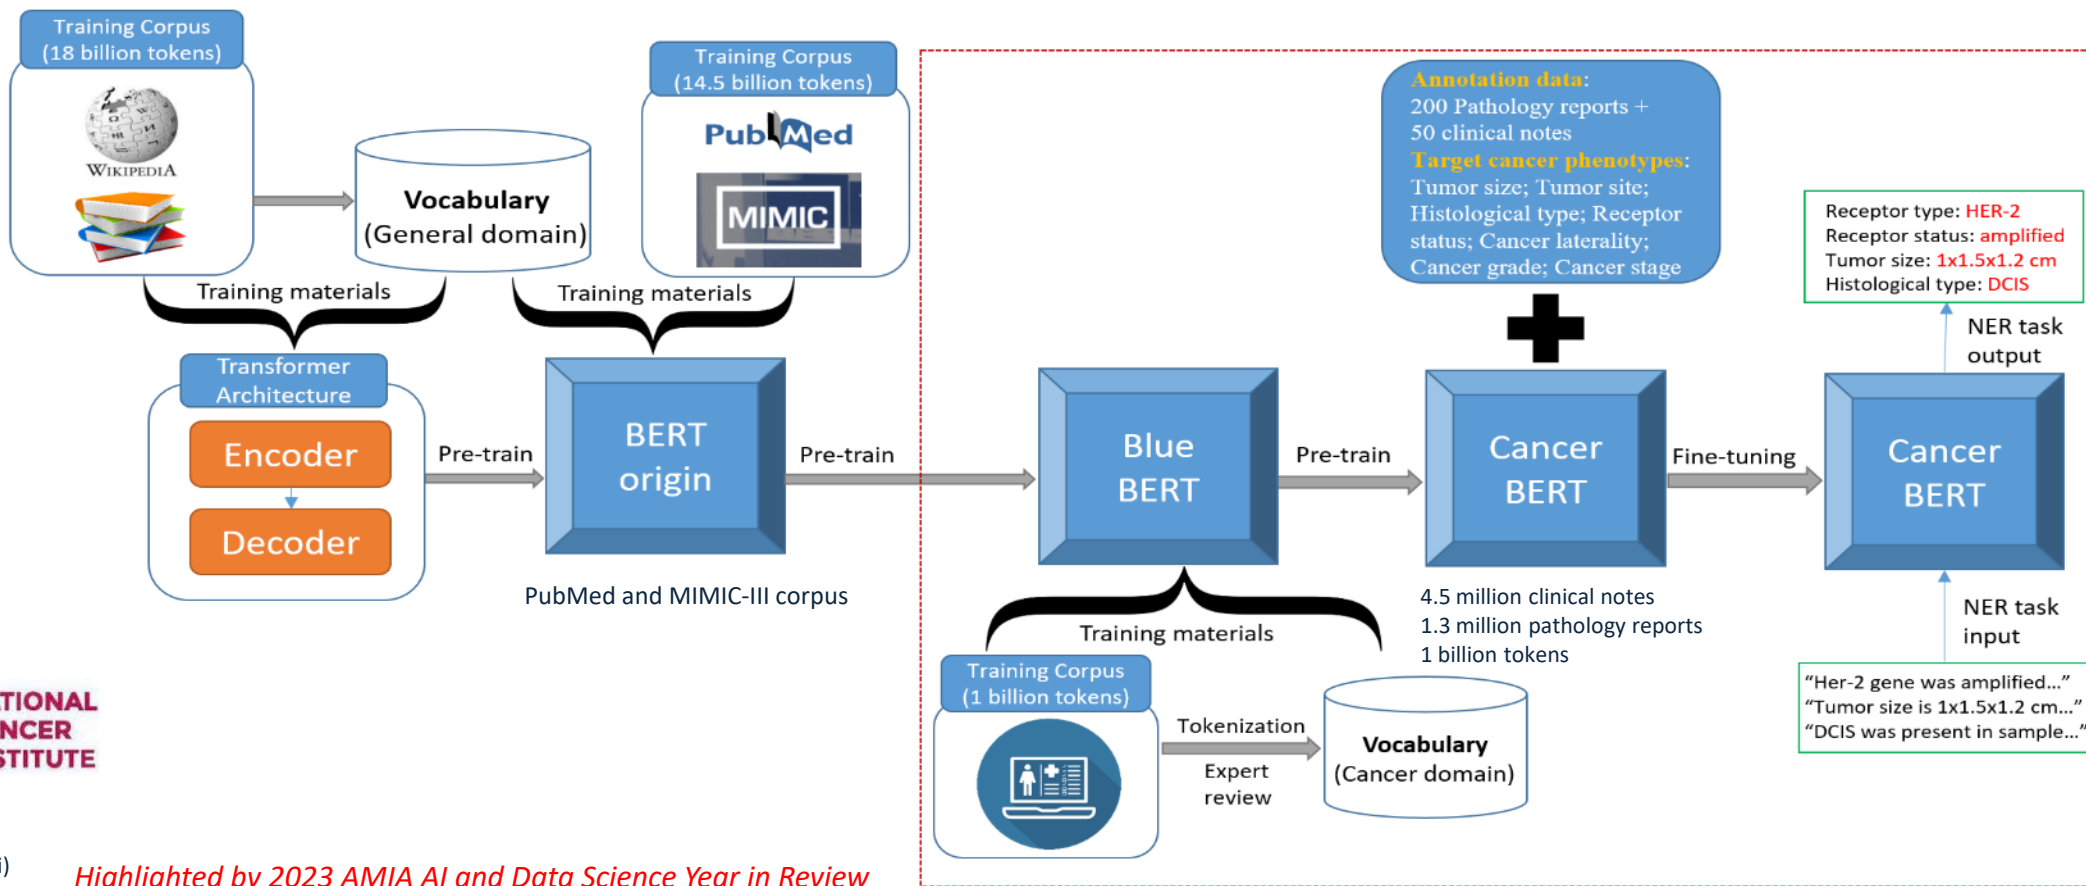 Training Corpus
(18 billion tokens)
WIKIPEDIA
Vocabulary
(General domain)
Training Corpus
(14.5 billion tokens)
PubMed
MIMIC
Training materials
Training materials
Transformer
Architecture
Encoder
Decoder
Pre-train
BERT
origin
Pre-train
PubMed and MIMIC-III corpus
Annotation data:
200 Pathology reports +
50 clinical notes
Target cancer phenotypes:
Tumor size; Tumor site;
Histological type; Receptor
status; Cancer laterality;
Cancer grade; Cancer stage
Blue
BERT
Pre-train
Cancer
BERT
Fine-tuning
Cancer
BERT
Receptor type: HER-2
Receptor status: amplified
Tumor size: 1x1.5x1.2 cm
Histological type: DCIS
NER task
output
NER task
input
"Her-2 gene was amplified..."
"Tumor size is 1x1.5x1.2 cm..."
"DCIS was present in sample..."
4.5 million clinical notes
1.3 million pathology reports
1 billion tokens
Training materials
Training Corpus
(1 billion tokens)
Tokenization
Expert
review
Vocabulary
(Cancer domain)
ATIONAL
NCER
STITUTE
i)
Highlighted by 2023 AMIA AI and Data Science Year in Review